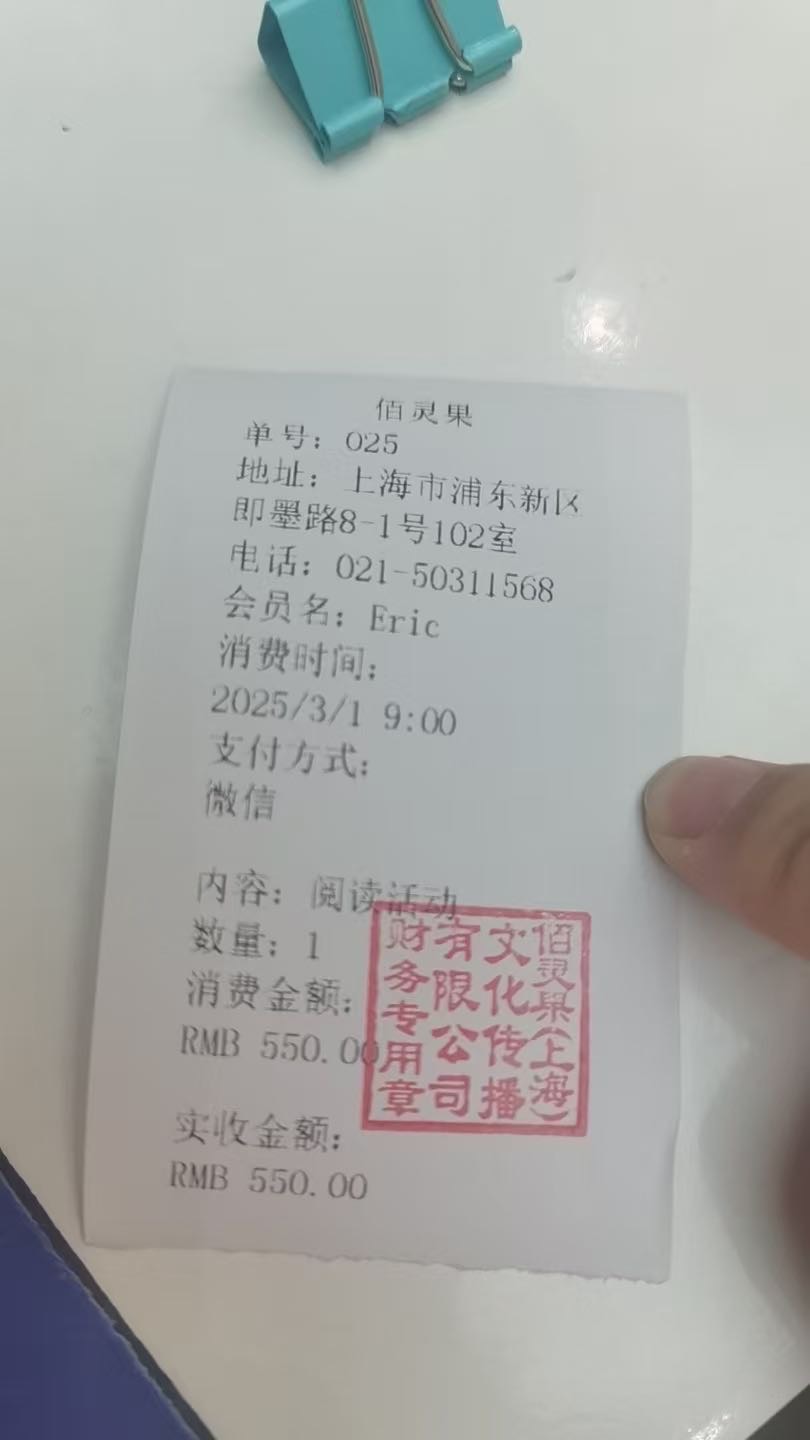 佰灵果
单号：025
地址：上海市浦东新区
即墨路8-1号102室
电话：021-50311568
会员名：Eric
消费时间：
2025/3/1 9:00
支付方式：
微信
内容：阅读活动
数量：1
消费金额：
RMB 550.00
实收金额：
RMB 550.00
佰灵果（上海）
文化传播
有限公司
财务专用章